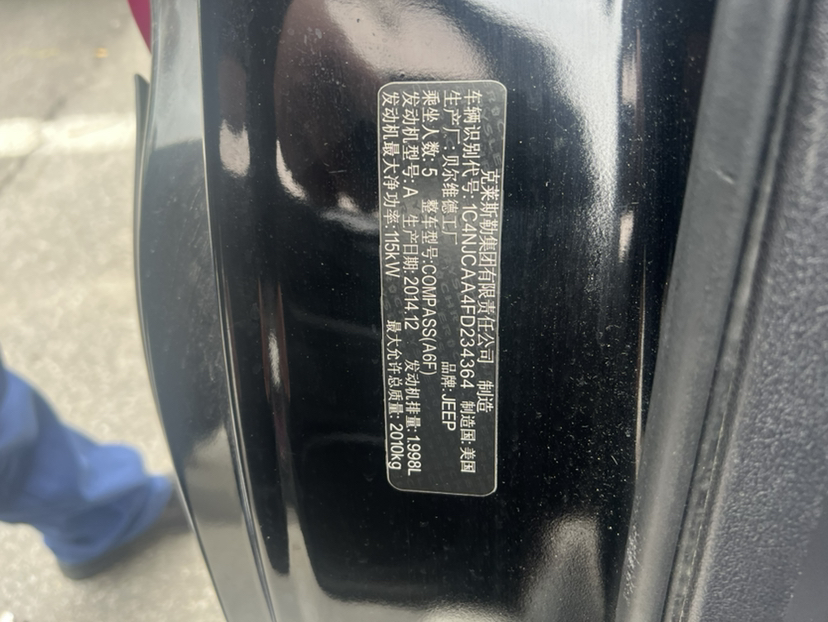 克莱斯勒集团有限责任公司 制造
车辆识别代号: 1C4NJCAA4FD234364 制造国: 美国
生产厂: 贝尔维德工厂 品牌: JEEP
乘坐人数: 5 整车型号: COMPASS(A6F) 发动机排量: 1.998L
发动机型号: A 生产日期: 2014.12
发动机最大净功率: 115kW 最大允许总质量: 2010kg